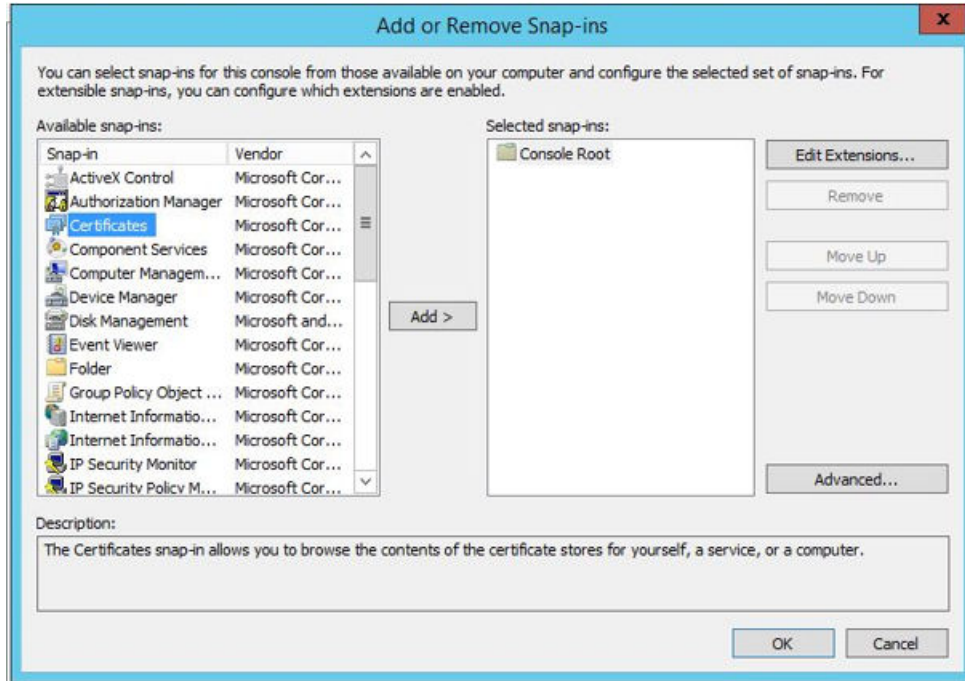 Add or Remove Snap-ins
x
You can select snap-ins for this console from those available on your computer and configure the selected set of snap-ins. For
extensible snap-ins, you can configure which extensions are enabled.
Available snap-ins:
Snap-in Vendor
ActiveX Control Microsoft Cor...
Authorization Manager Microsoft Cor...
Certificates Microsoft Cor...
Component Services Microsoft Cor...
Computer Managem... Microsoft Cor...
Device Manager Microsoft Cor...
Disk Management Microsoft and...
Event Viewer Microsoft Cor...
Folder Microsoft Cor...
Group Policy Object ... Microsoft Cor...
Internet Informatio... Microsoft Cor...
Internet Informatio... Microsoft Cor...
IP Security Monitor Microsoft Cor...
IP Security Policy M... Microsoft Cor...
Add >
Selected snap-ins:
Console Root
Edit Extensions...
Remove
Move Up
Move Down
Advanced...
Description:
The Certificates snap-in allows you to browse the contents of the certificate stores for yourself, a service, or a computer.
OK Cancel